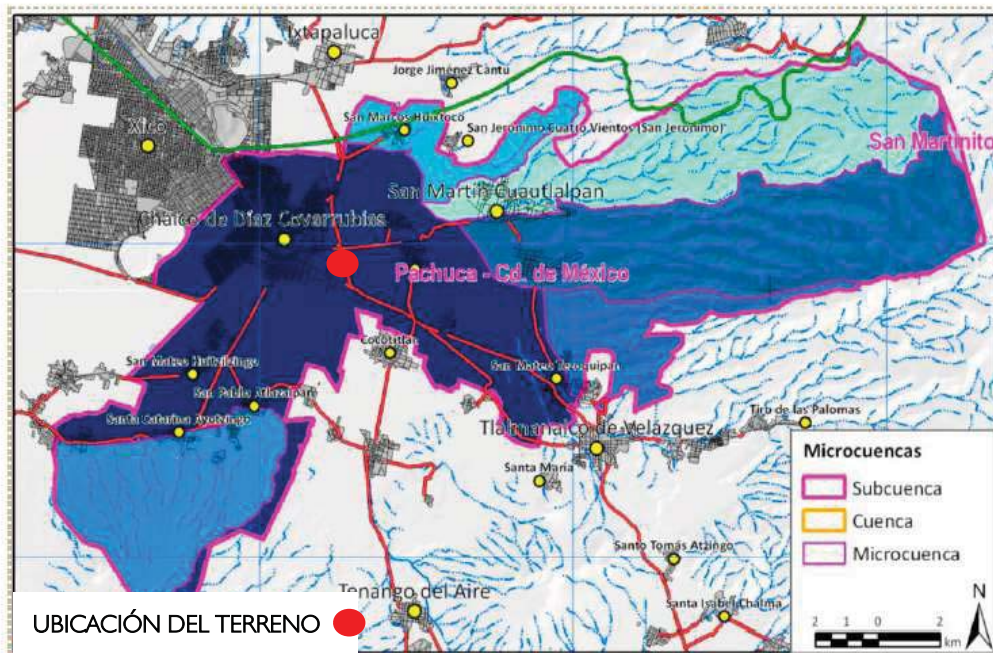 Ixtapaluca
Jorge Jiménez Cantú
San Marcos Huixtoco
Xico
San Jerónimo Cuatro Vientos (San Jerónimo)
San Martinito
San Martín Cuautlalpan
Chalco de Díaz Covarrubias
Pachuca - Cd. de México
Cocotitlán
San Mateo Huitzilzingo
San Mateo Tezoquipan
San Pablo Atlazalpan
Santa Catarina Ayotzingo
Tiro de las Palomas
Tlalmanalco de Velázquez
Santa María
Santo Tomás Atzingo
Tenango del Aire
Santa Isabel Chalma
Microcuencas
Subcuenca
Cuenca
Microcuenca
N
2 1 0 2
km
UBICACIÓN DEL TERRENO